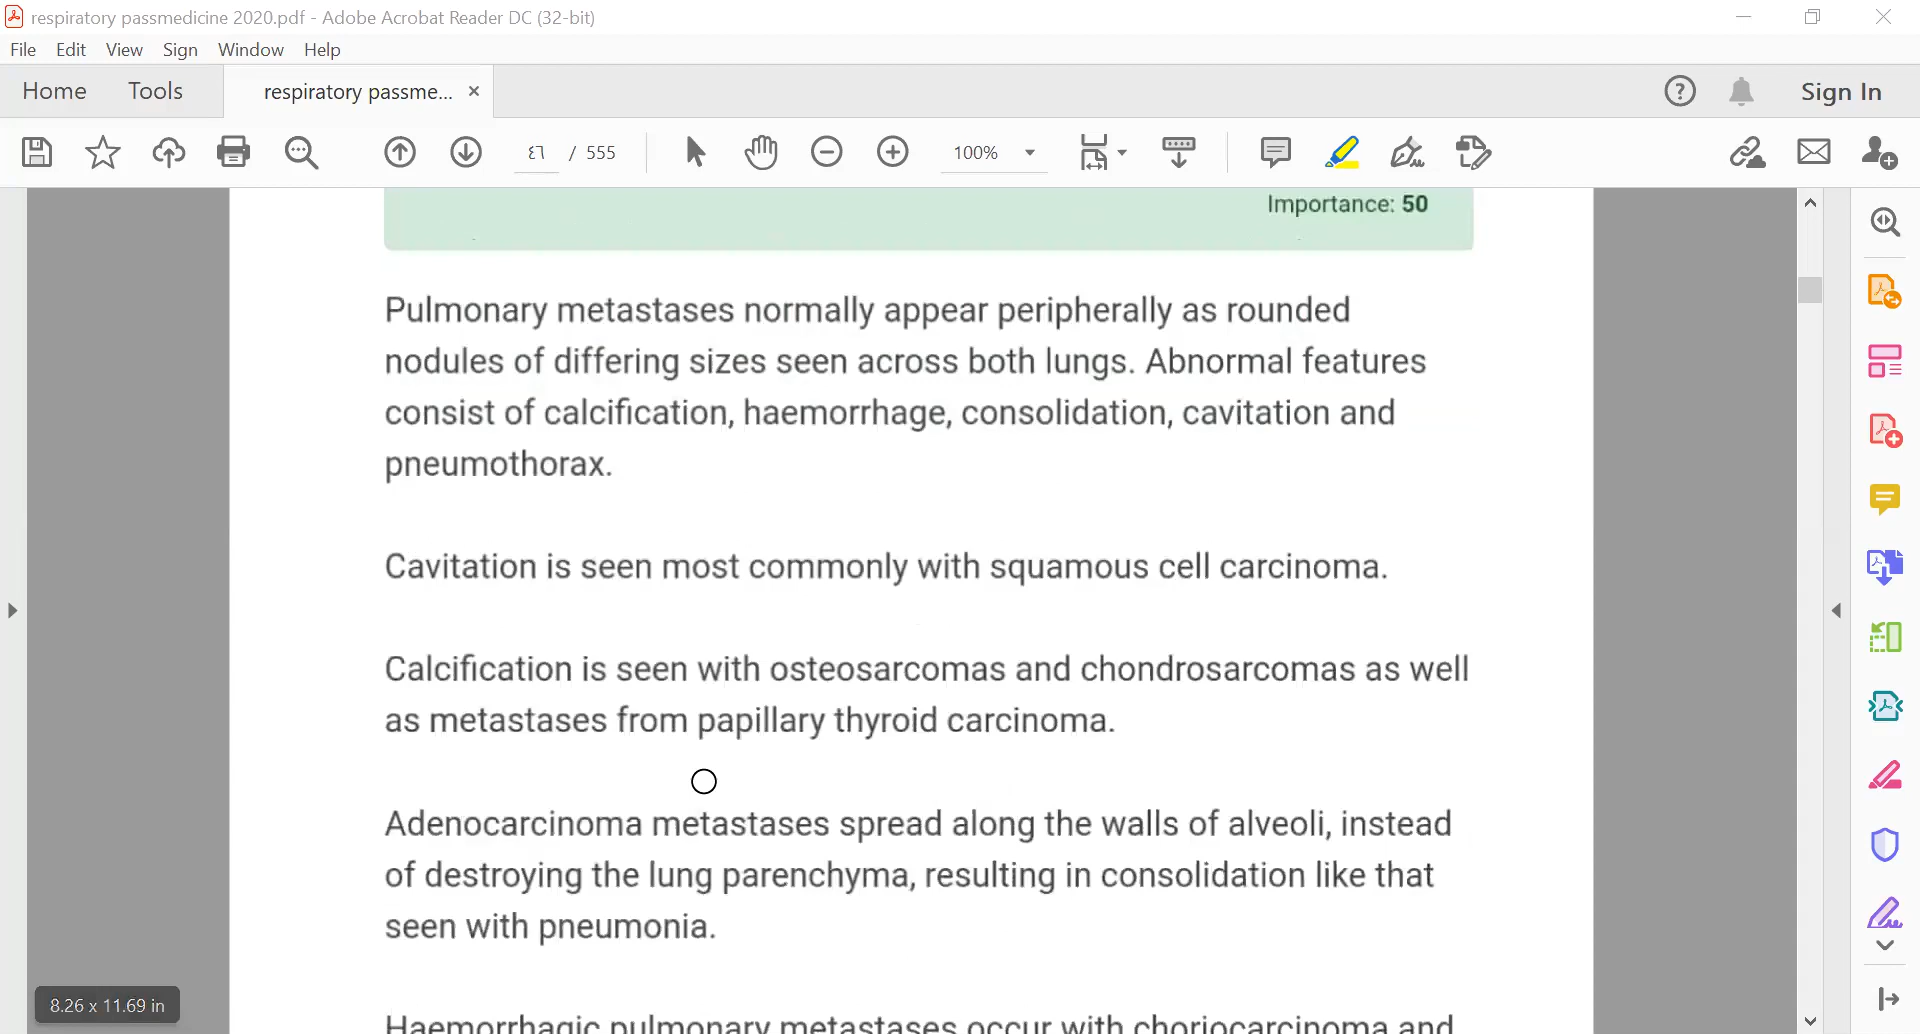 respiratory passmedicine 2020.pdf - Adobe Acrobat Reader DC (32-bit)
File Edit View Sign Window Help
Home Tools respiratory passme... × Sign In
٤٦ / 555 100%
Importance: 50
Pulmonary metastases normally appear peripherally as rounded
nodules of differing sizes seen across both lungs. Abnormal features
consist of calcification, haemorrhage, consolidation, cavitation and
pneumothorax.
Cavitation is seen most commonly with squamous cell carcinoma.
Calcification is seen with osteosarcomas and chondrosarcomas as well
as metastases from papillary thyroid carcinoma.
Adenocarcinoma metastases spread along the walls of alveoli, instead
of destroying the lung parenchyma, resulting in consolidation like that
seen with pneumonia.
8.26 x 11.69 in
Haemorrhagic pulmonary metastases occur with choriocarcinoma and